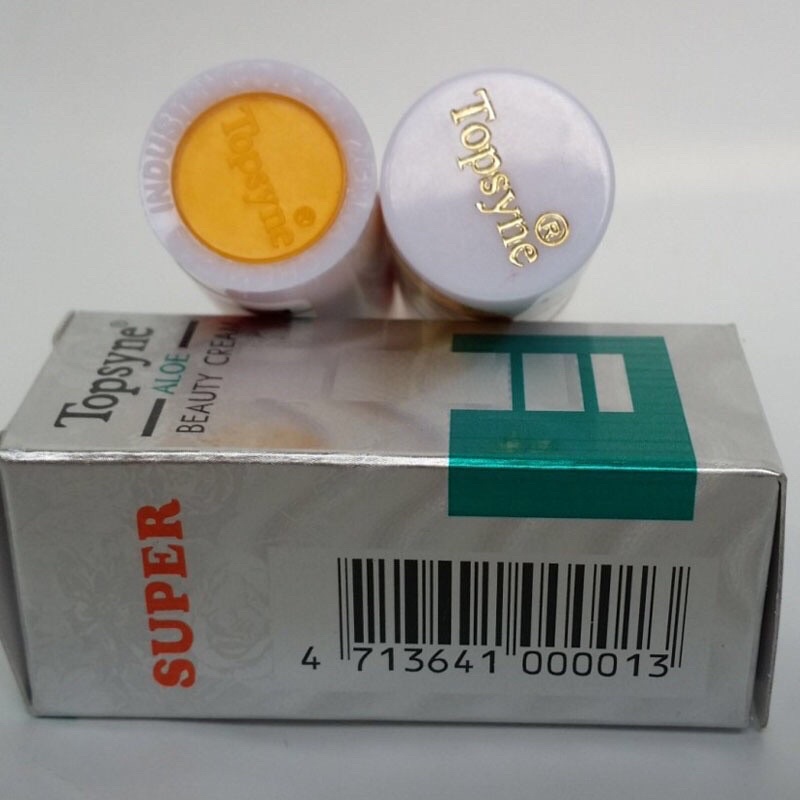 Topsyne®
Topsyne®
Topsyne®
ALOE
BEAUTY CREAM
SUPER
4 713641 000013